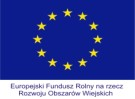 Europejski Fundusz Rolny na rzecz
Rozwoju Obszarów Wiejskich